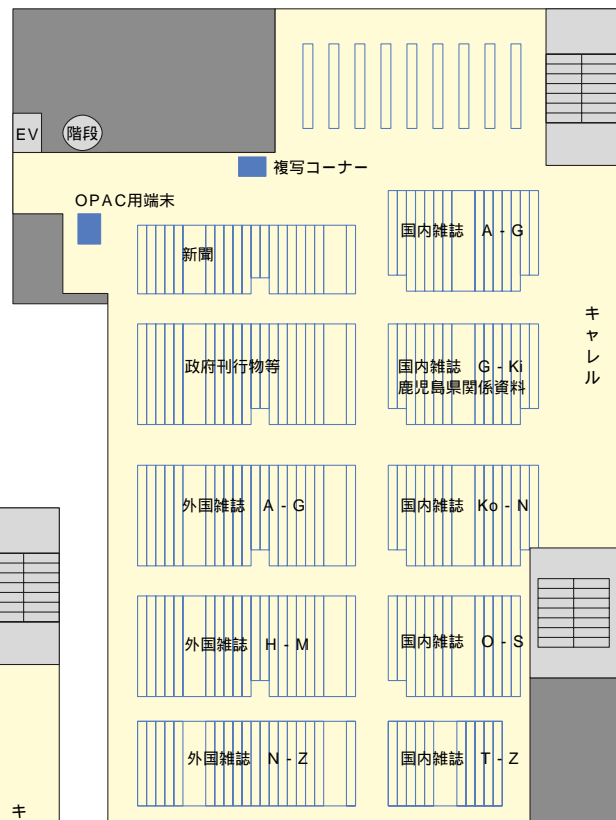 EV
階段
複写コーナー
OPAC用端末
新聞
国内雑誌 A - G
キャレル
政府刊行物等
国内雑誌 G - Ki
鹿児島県関係資料
外国雑誌 A - G
国内雑誌 Ko - N
外国雑誌 H - M
国内雑誌 O - S
外国雑誌 N - Z
国内雑誌 T - Z
キ